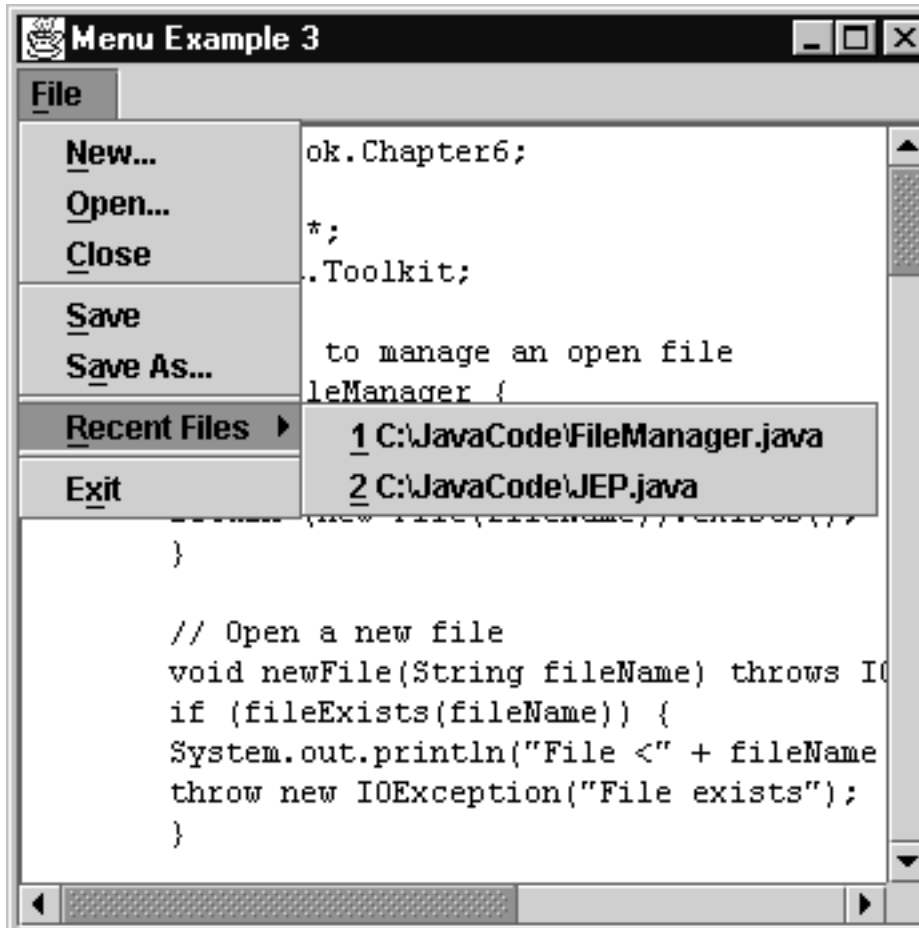 Menu Example 3
File
New...
Open...
Close
Save
Save As...
Recent Files
Exit
1 C:\JavaCode\FileManager.java
2 C:\JavaCode\JEP.java
ok.Chapter6;
*;
.Toolkit;
to manage an open file
leManager {
}
// Open a new file
void newFile(String fileName) throws IO
if (fileExists(fileName)) {
System.out.println("File <" + fileName
throw new IOException("File exists");
}